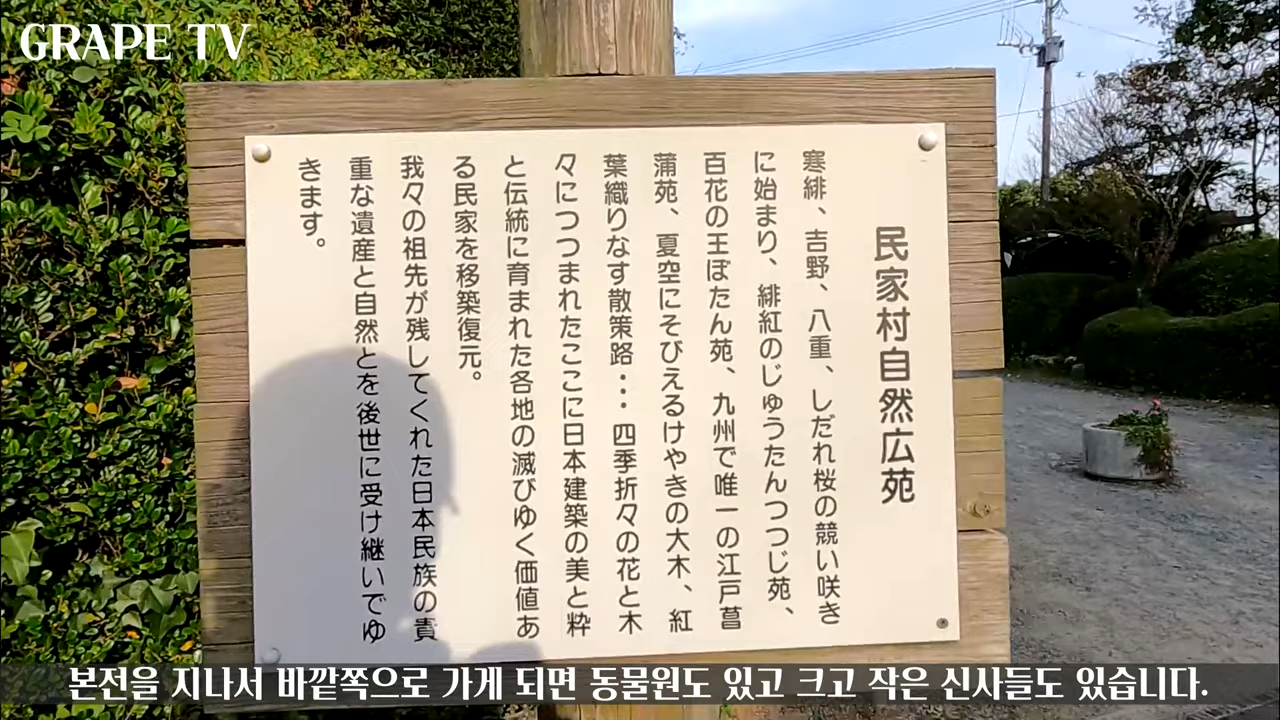 GRAPE TV
民家村自然広苑
寒緋、吉野、八重、しだれ桜の競い咲き
に始まり、緋紅のじゅうたんつつじ苑、
百花の王ぼたん苑、九州で唯一の江戸菖
蒲苑、夏空にそびえるけやきの大木、紅
葉織りなす散策路・・・四季折々の花と木
々につつまれたここに日本建築の美と粋
と伝統に育まれた各地の滅びゆく価値あ
る民家を移築復元。
我々の祖先が残してくれた日本民族の貴
重な遺産と自然とを後世に受け継いでゆ
きます。
본전을 지나서 바깥쪽으로 가게 되면 동물원도 있고 크고 작은 신사들도 있습니다.